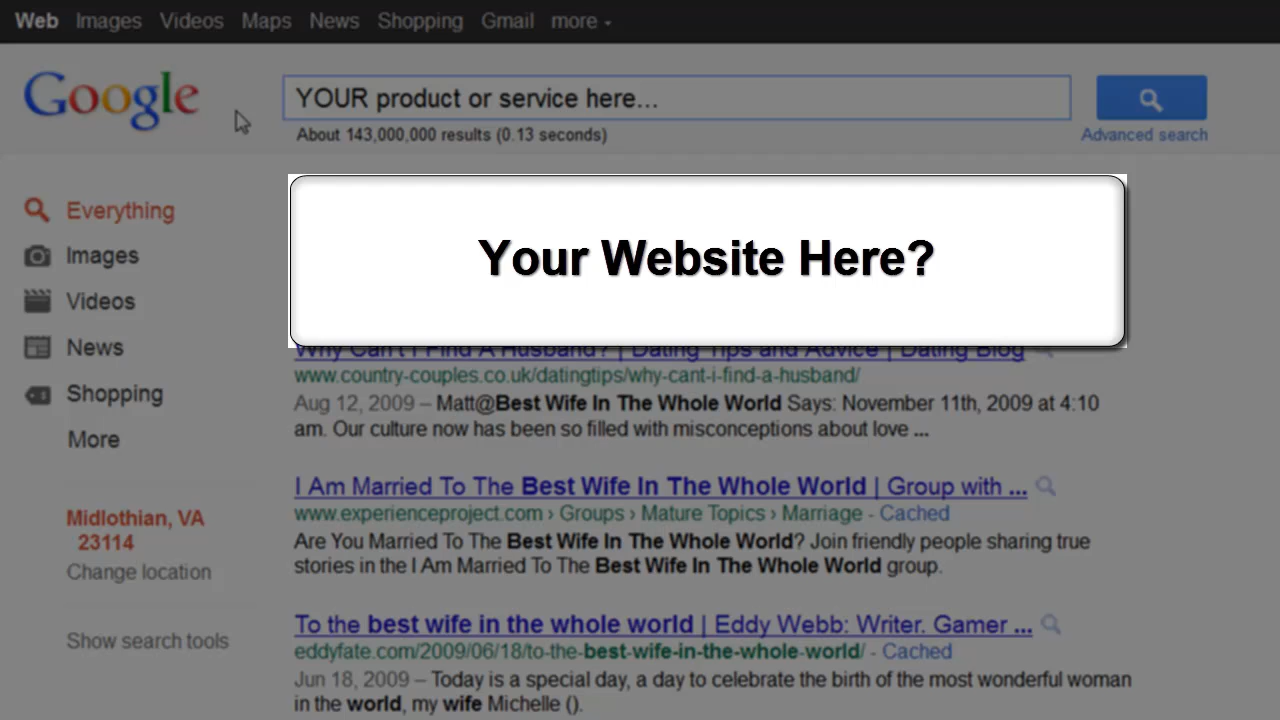 Web Images Videos Maps News Shopping Gmail more
Google
YOUR product or service here...
About 143,000,000 results (0.13 seconds)
Advanced search
Everything
Images
Videos
News
Shopping
More
Midlothian, VA
23114
Change location
Show search tools
Your Website Here?
Why Can't I Find A Husband? | Dating Tips and Advice | Dating Blog
www.country-couples.co.uk/datingtips/why-cant-i-find-a-husband/
Aug 12, 2009 – Matt@Best Wife In The Whole World Says: November 11th, 2009 at 4:10
am. Our culture now has been so filled with misconceptions about love ...
I Am Married To The Best Wife In The Whole World | Group with ...
www.experienceproject.com › Groups › Mature Topics › Marriage - Cached
Are You Married To The Best Wife In The Whole World? Join friendly people sharing true
stories in the I Am Married To The Best Wife In The Whole World group.
To the best wife in the whole world | Eddy Webb: Writer. Gamer ...
eddyfate.com/2009/06/18/to-the-best-wife-in-the-whole-world/ - Cached
Jun 18, 2009 – Today is a special day, a day to celebrate the birth of the most wonderful woman
in the world, my wife Michelle ().